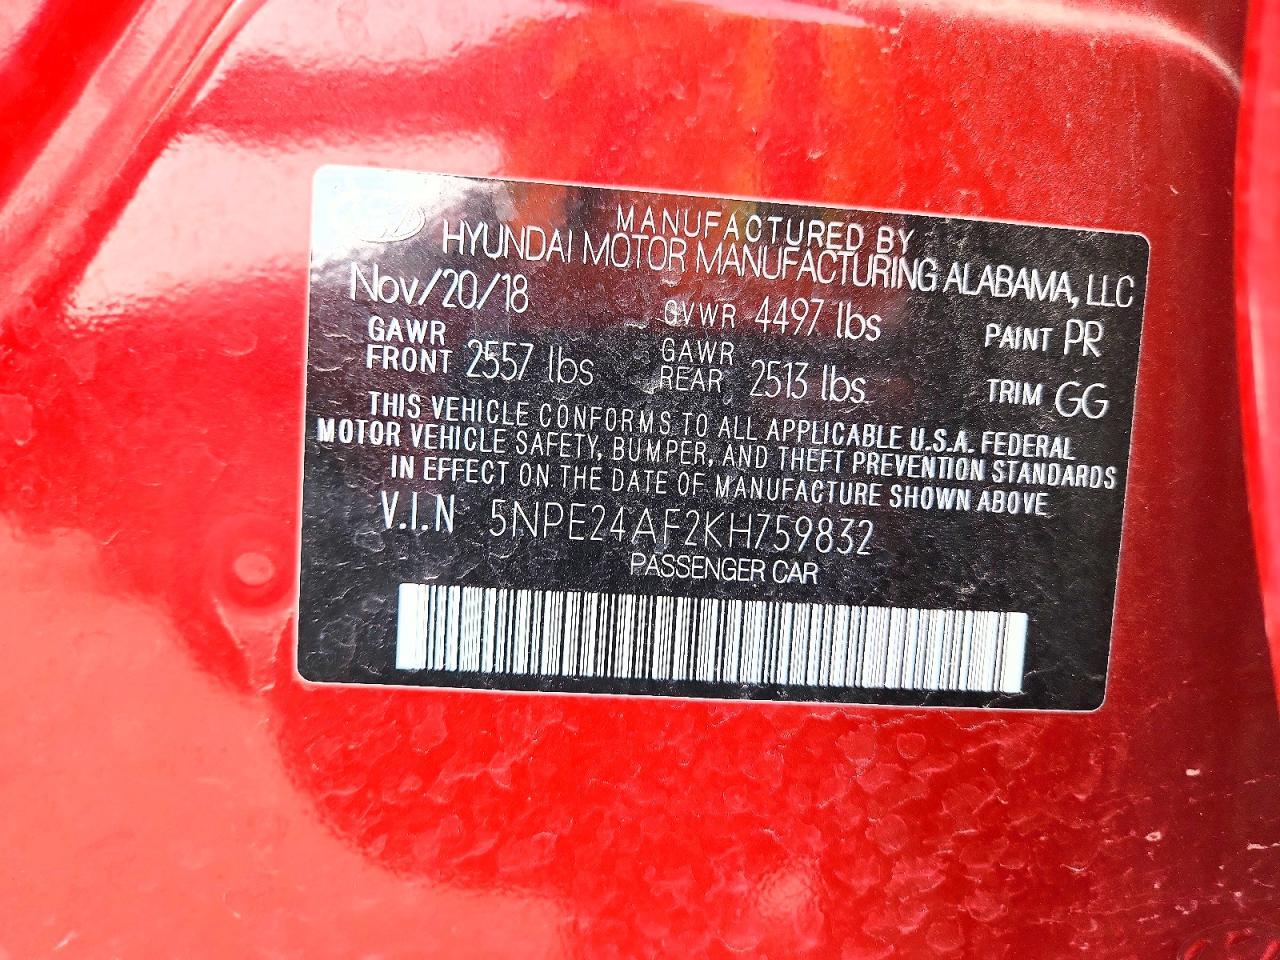 MANUFACTURED BY
HYUNDAI MOTOR MANUFACTURING ALABAMA, LLC
Nov/20/18 GVWR 4497 lbs PAINT PR
GAWR FRONT 2557 lbs GAWR REAR 2513 lbs TRIM GG
THIS VEHICLE CONFORMS TO ALL APPLICABLE U.S.A. FEDERAL
MOTOR VEHICLE SAFETY, BUMPER, AND THEFT PREVENTION STANDARDS
IN EFFECT ON THE DATE OF MANUFACTURE SHOWN ABOVE
V.I.N 5NPE24AF2KH759832
PASSENGER CAR